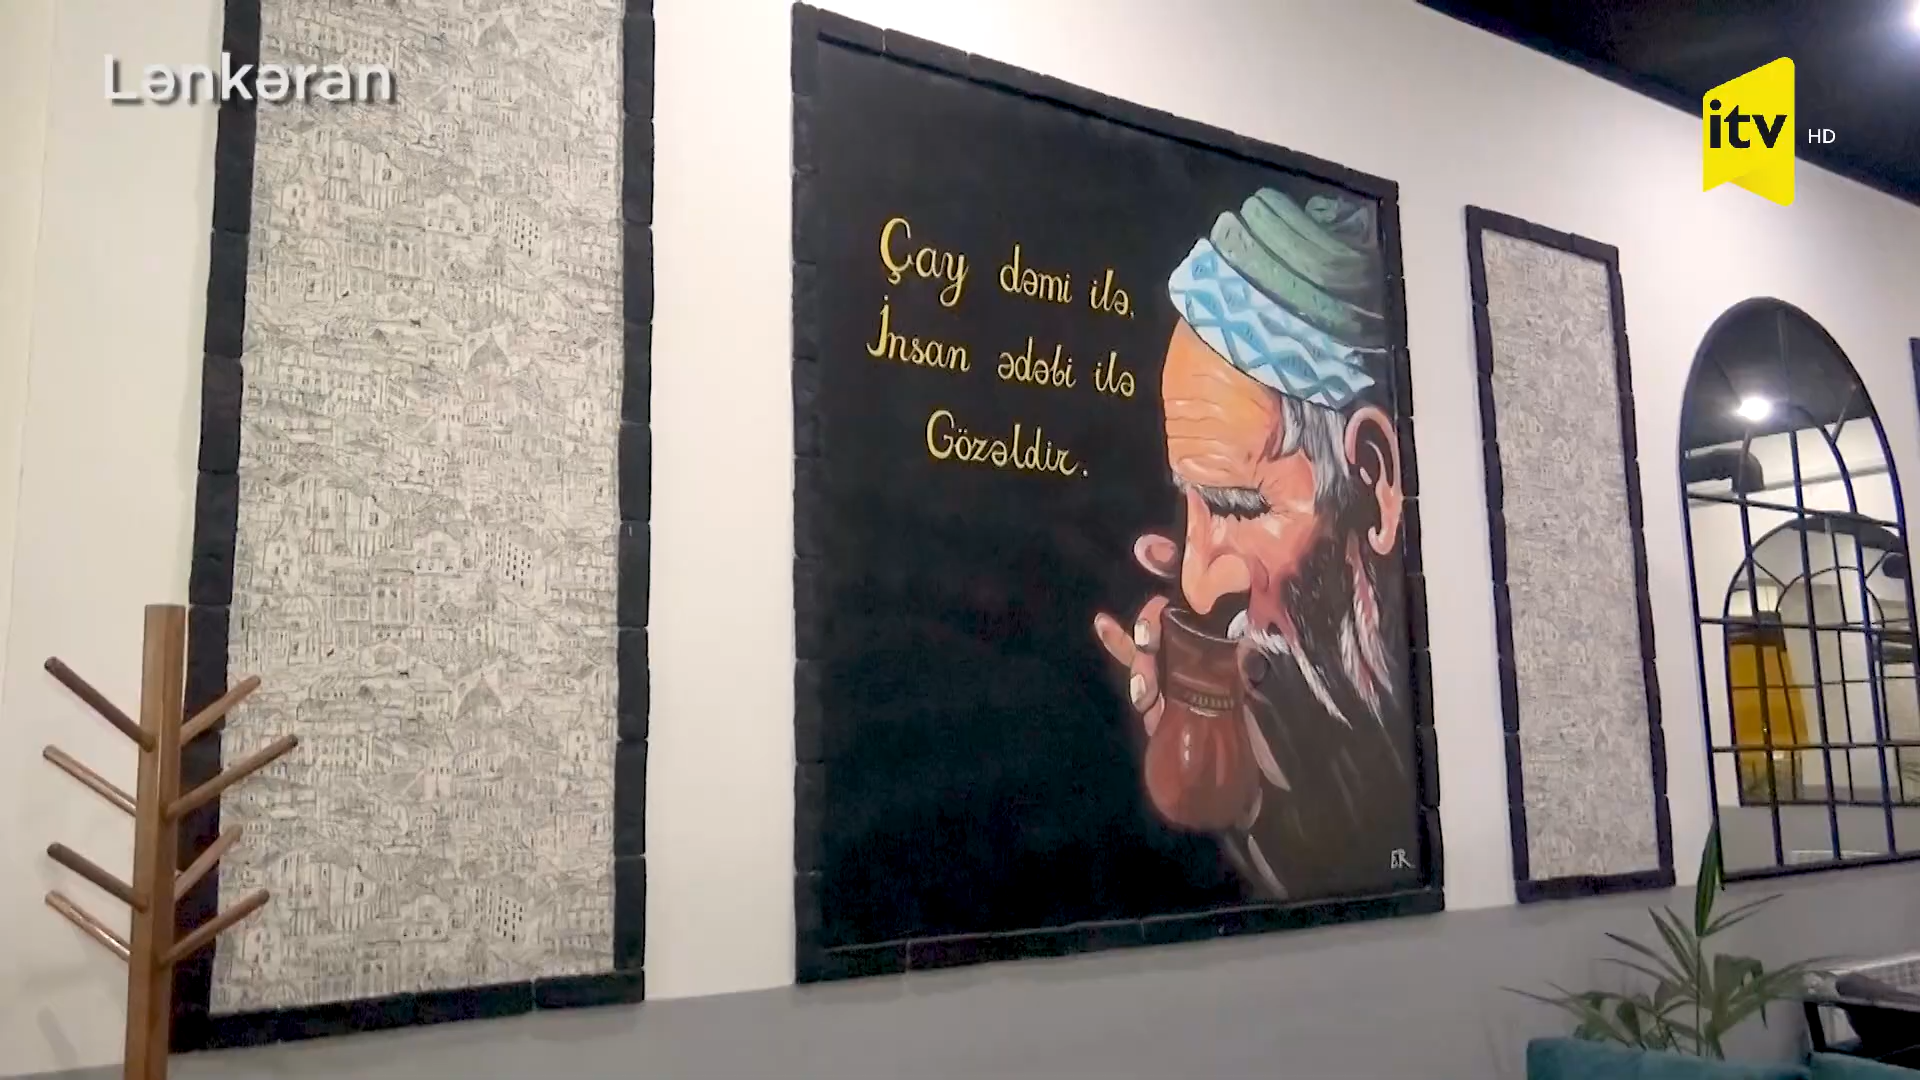 Lənkəran
itv HD
Çay dəmi ilə,
İnsan ədəbi ilə
Gözəldir.
E.R